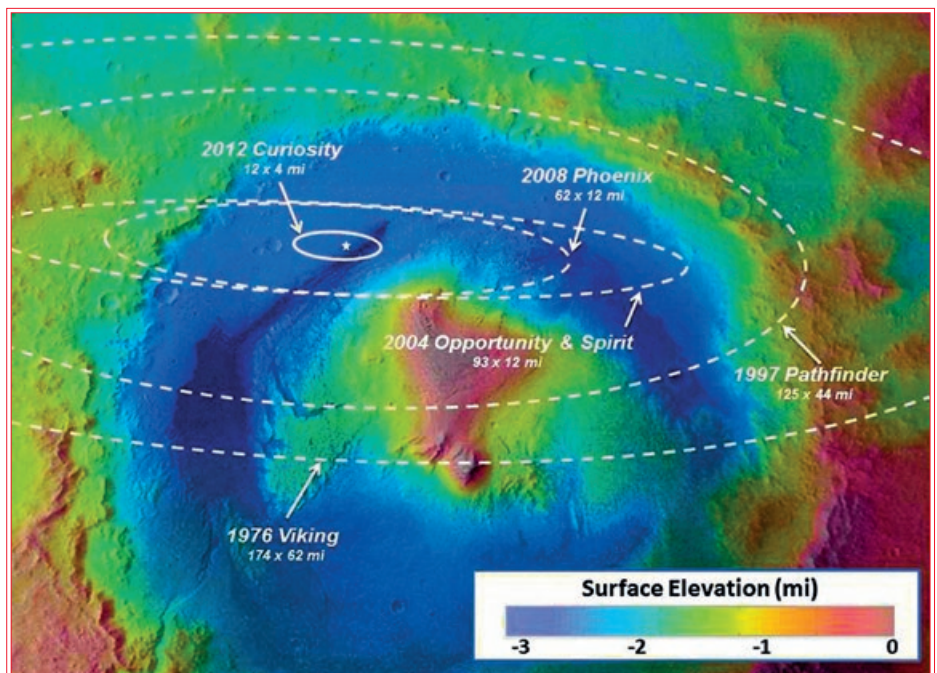 2012 Curiosity
12 x 4 mi
2008 Phoenix
62 x 12 mi
2004 Opportunity & Spirit
93 x 12 mi
1997 Pathfinder
125 x 44 mi
1976 Viking
174 x 62 mi
Surface Elevation (mi)
-3 -2 -1 0